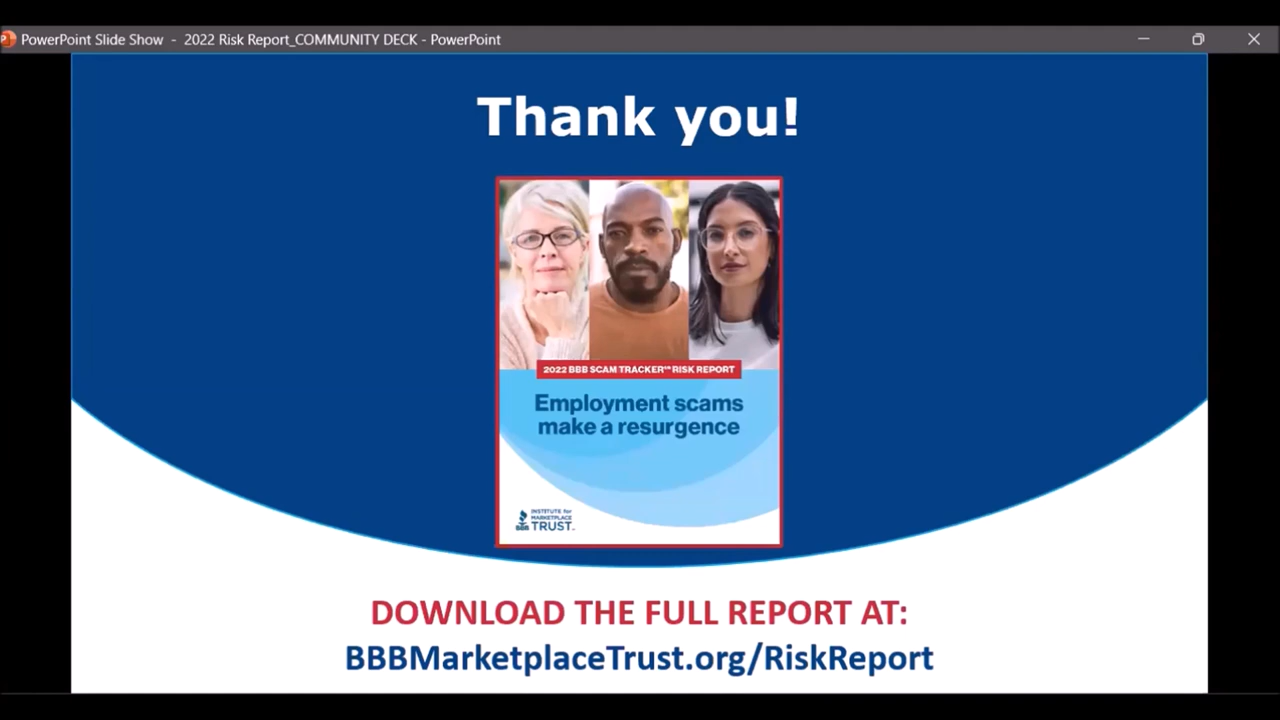 PowerPoint Slide Show - 2022 Risk Report_COMMUNITY DECK - PowerPoint
Thank you!
2022 BBB SCAM TRACKER℠ RISK REPORT
Employment scams
make a resurgence
INSTITUTE for
MARKETPLACE
BBB TRUST
DOWNLOAD THE FULL REPORT AT:
BBBMarketplaceTrust.org/RiskReport